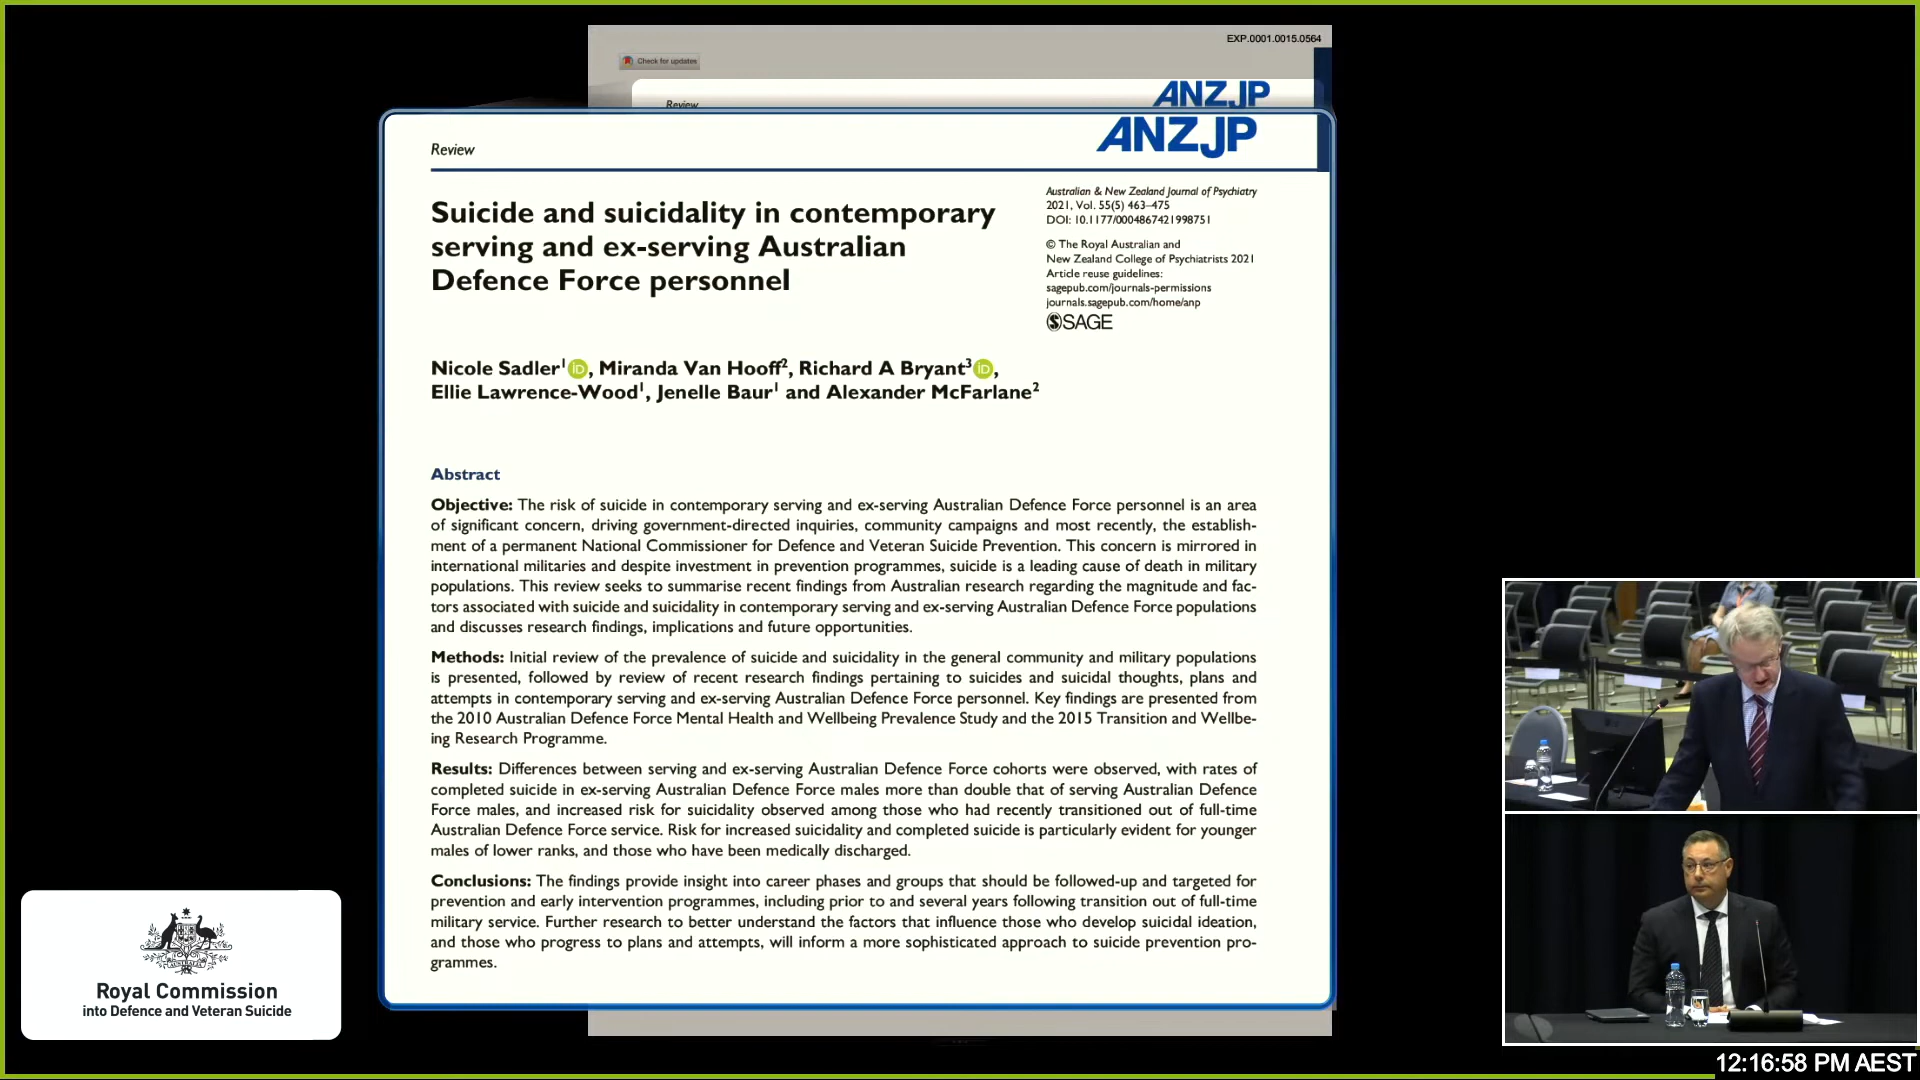 EXP.0001.0015.0564
Check for updates
Review
ANZJP
ANZJP
Review
Suicide and suicidality in contemporary
serving and ex-serving Australian
Defence Force personnel
Australian & New Zealand Journal of Psychiatry
2021, Vol. 55(5) 463–475
DOI: 10.1177/0004867421998751
© The Royal Australian and
New Zealand College of Psychiatrists 2021
Article reuse guidelines:
sagepub.com/journals-permissions
journals.sagepub.com/home/anp
SAGE
Nicole Sadler1 iD, Miranda Van Hooff2, Richard A Bryant3 iD,
Ellie Lawrence-Wood1, Jenelle Baur1 and Alexander McFarlane2
Abstract
Objective: The risk of suicide in contemporary serving and ex-serving Australian Defence Force personnel is an area
of significant concern, driving government-directed inquiries, community campaigns and most recently, the establish-
ment of a permanent National Commissioner for Defence and Veteran Suicide Prevention. This concern is mirrored in
international militaries and despite investment in prevention programmes, suicide is a leading cause of death in military
populations. This review seeks to summarise recent findings from Australian research regarding the magnitude and fac-
tors associated with suicide and suicidality in contemporary serving and ex-serving Australian Defence Force populations
and discusses research findings, implications and future opportunities.
Methods: Initial review of the prevalence of suicide and suicidality in the general community and military populations
is presented, followed by review of recent research findings pertaining to suicides and suicidal thoughts, plans and
attempts in contemporary serving and ex-serving Australian Defence Force personnel. Key findings are presented from
the 2010 Australian Defence Force Mental Health and Wellbeing Prevalence Study and the 2015 Transition and Wellbe-
ing Research Programme.
Results: Differences between serving and ex-serving Australian Defence Force cohorts were observed, with rates of
completed suicide in ex-serving Australian Defence Force males more than double that of serving Australian Defence
Force males, and increased risk for suicidality observed among those who had recently transitioned out of full-time
Australian Defence Force service. Risk for increased suicidality and completed suicide is particularly evident for younger
males of lower ranks, and those who have been medically discharged.
Conclusions: The findings provide insight into career phases and groups that should be followed-up and targeted for
prevention and early intervention programmes, including prior to and several years following transition out of full-time
military service. Further research to better understand the factors that influence those who develop suicidal ideation,
and those who progress to plans and attempts, will inform a more sophisticated approach to suicide prevention pro-
grammes.
Royal Commission
into Defence and Veteran Suicide
12:16:58 PM AEST